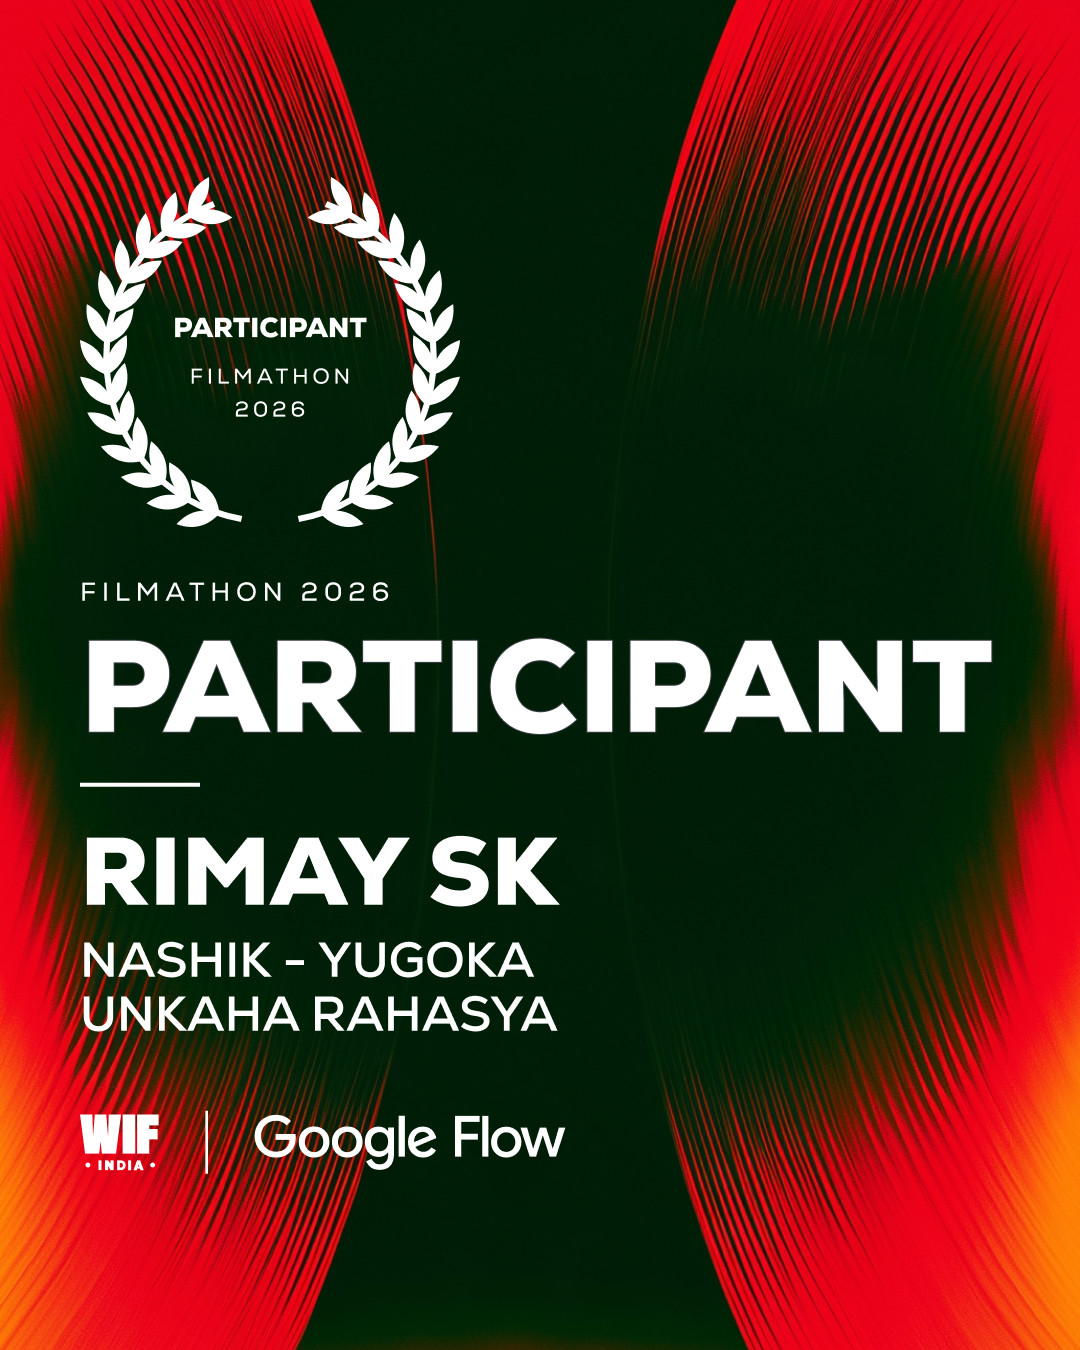 PARTICIPANT
FILMATHON
2026
FILMATHON 2026
PARTICIPANT
RIMAY SK
NASHIK - YUGOKA
UNKAHA RAHASYA
WIF
• INDIA •
Google Flow